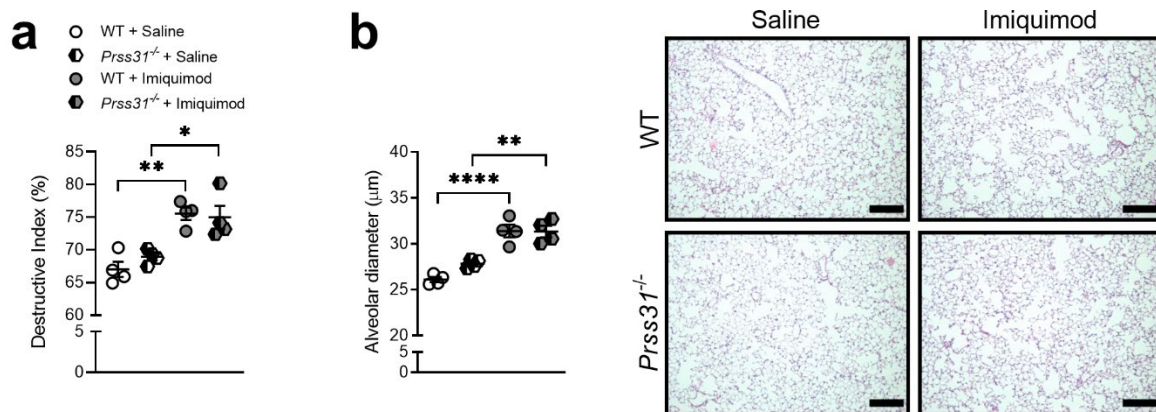 a
WT + Saline
Prss31-/- + Saline
WT + Imiquimod
Prss31-/- + Imiquimod
Destructive Index (%)
85
80
75
70
65
60
5
0
**
*
b
Alveolar diameter (μm)
40
35
30
25
20
5
0
****
**
Saline
Imiquimod
WT
Prss31-/-